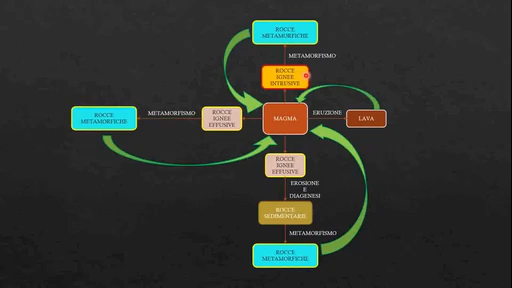 ROCCE
METAMORFICHE
METAMORFISMO
ROCCE
IGNEE
INTRUSIVE
ROCCE
METAMORFICHE
METAMORFISMO
ROCCE
IGNEE
EFFUSIVE
MAGMA
ERUZIONE
LAVA
ROCCE
IGNEE
EFFUSIVE
EROSIONE
E
DIAGENESI
ROCCE
SEDIMENTARIE
METAMORFISMO
ROCCE
METAMORFICHE